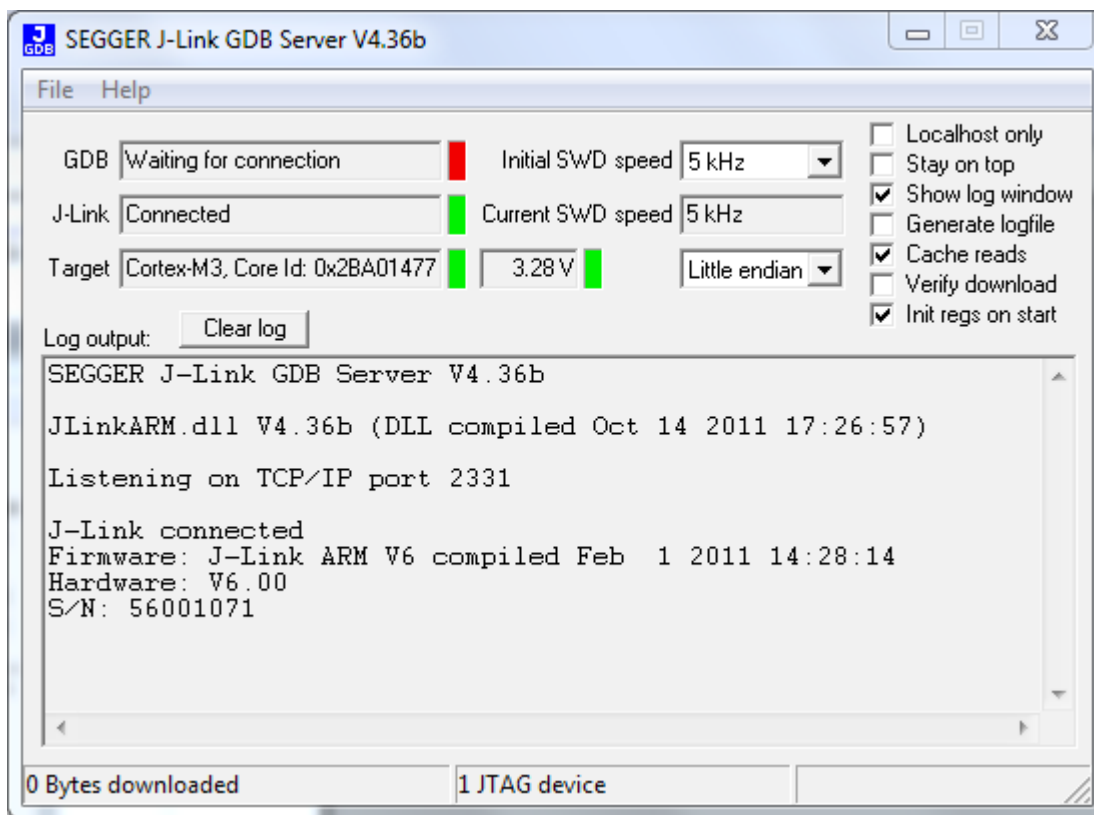 J GDB SEGGER J-Link GDB Server V4.36b
File Help
GDB Waiting for connection Initial SWD speed 5 kHz
J-Link Connected Current SWD speed 5 kHz
Target Cortex-M3, Core Id: 0x2BA01477 3.28 V Little endian
Localhost only
Stay on top
Show log window
Generate logfile
Cache reads
Verify download
Init regs on start
Log output: Clear log
SEGGER J-Link GDB Server V4.36b
JLinkARM.dll V4.36b (DLL compiled Oct 14 2011 17:26:57)
Listening on TCP/IP port 2331
J-Link connected
Firmware: J-Link ARM V6 compiled Feb  1 2011 14:28:14
Hardware: V6.00
S/N: 56001071
0 Bytes downloaded 1 JTAG device